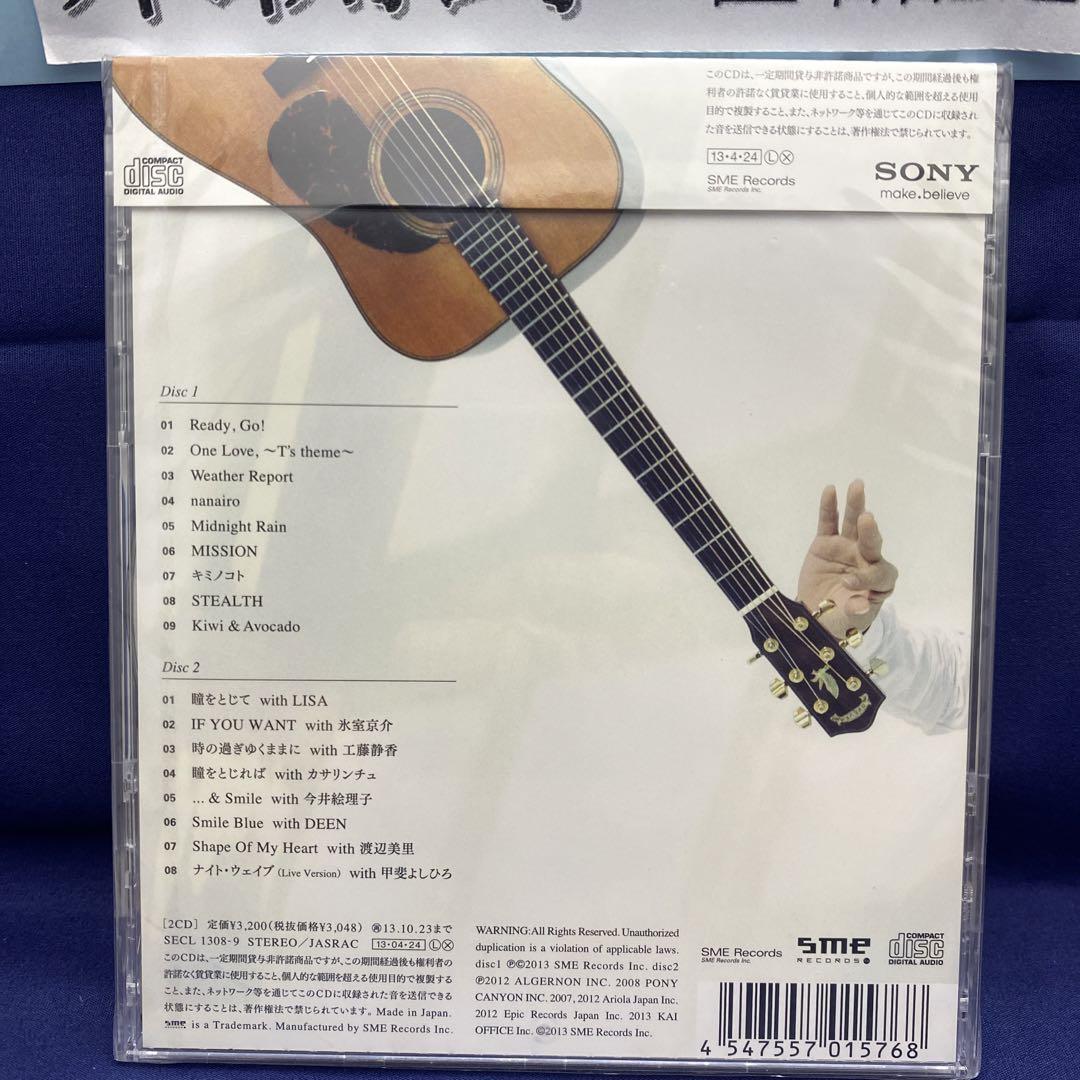 このCDは、一定期間貸与非許諾商品ですが、この期間経過後も権
利者の許諾なく賃貸業に使用すること、個人的な範囲を超える使用
目的で複製すること、また、ネットワーク等を通じてこのCDに収録され
た音を送信できる状態にすることは、著作権法で禁じられています。
13・4・24 Ⓛ Ⓧ
SME Records
SME Records Inc.
SONY
make.believe
COMPACT
disc
DIGITAL AUDIO
Disc 1
01 Ready, Go!
02 One Love, 〜T's theme〜
03 Weather Report
04 nanairo
05 Midnight Rain
06 MISSION
07 キミノコト
08 STEALTH
09 Kiwi & Avocado
Disc 2
01 瞳をとじて with LISA
02 IF YOU WANT with 氷室京介
03 時の過ぎゆくままに with 工藤静香
04 瞳をとじれば with カサリンチュ
05 ... & Smile with 今井絵理子
06 Smile Blue with DEEN
07 Shape Of My Heart with 渡辺美里
08 ナイト・ウェイブ (Live Version) with 甲斐よしひろ
[2CD] 定価¥3,200(税抜価格¥3,048) 13.10.23まで
SECL 1308-9 STEREO/JASRAC 13・04・24 Ⓛ Ⓧ
このCDは、一定期間貸与非許諾商品ですが、この期間経過後も権利者の
許諾なく賃貸業に使用すること、個人的な範囲を超える使用目的で複製す
ること、また、ネットワーク等を通じてこのCDに収録された音を送信できる
状態にすることは、著作権法で禁じられています。 Made in Japan.
sme is a Trademark. Manufactured by SME Records Inc.
WARNING:All Rights Reserved. Unauthorized
duplication is a violation of applicable laws.
disc1 ℗©2013 SME Records Inc. disc2
℗2012 ALGERNON INC. 2008 PONY
CANYON INC. 2007, 2012 Ariola Japan Inc.
2012 Epic Records Japan Inc. 2013 KAI
OFFICE Inc. ©2013 SME Records Inc.
SME Records
SME Records Inc.
sme
RECORDS
COMPACT
disc
DIGITAL AUDIO
4 547557 015768